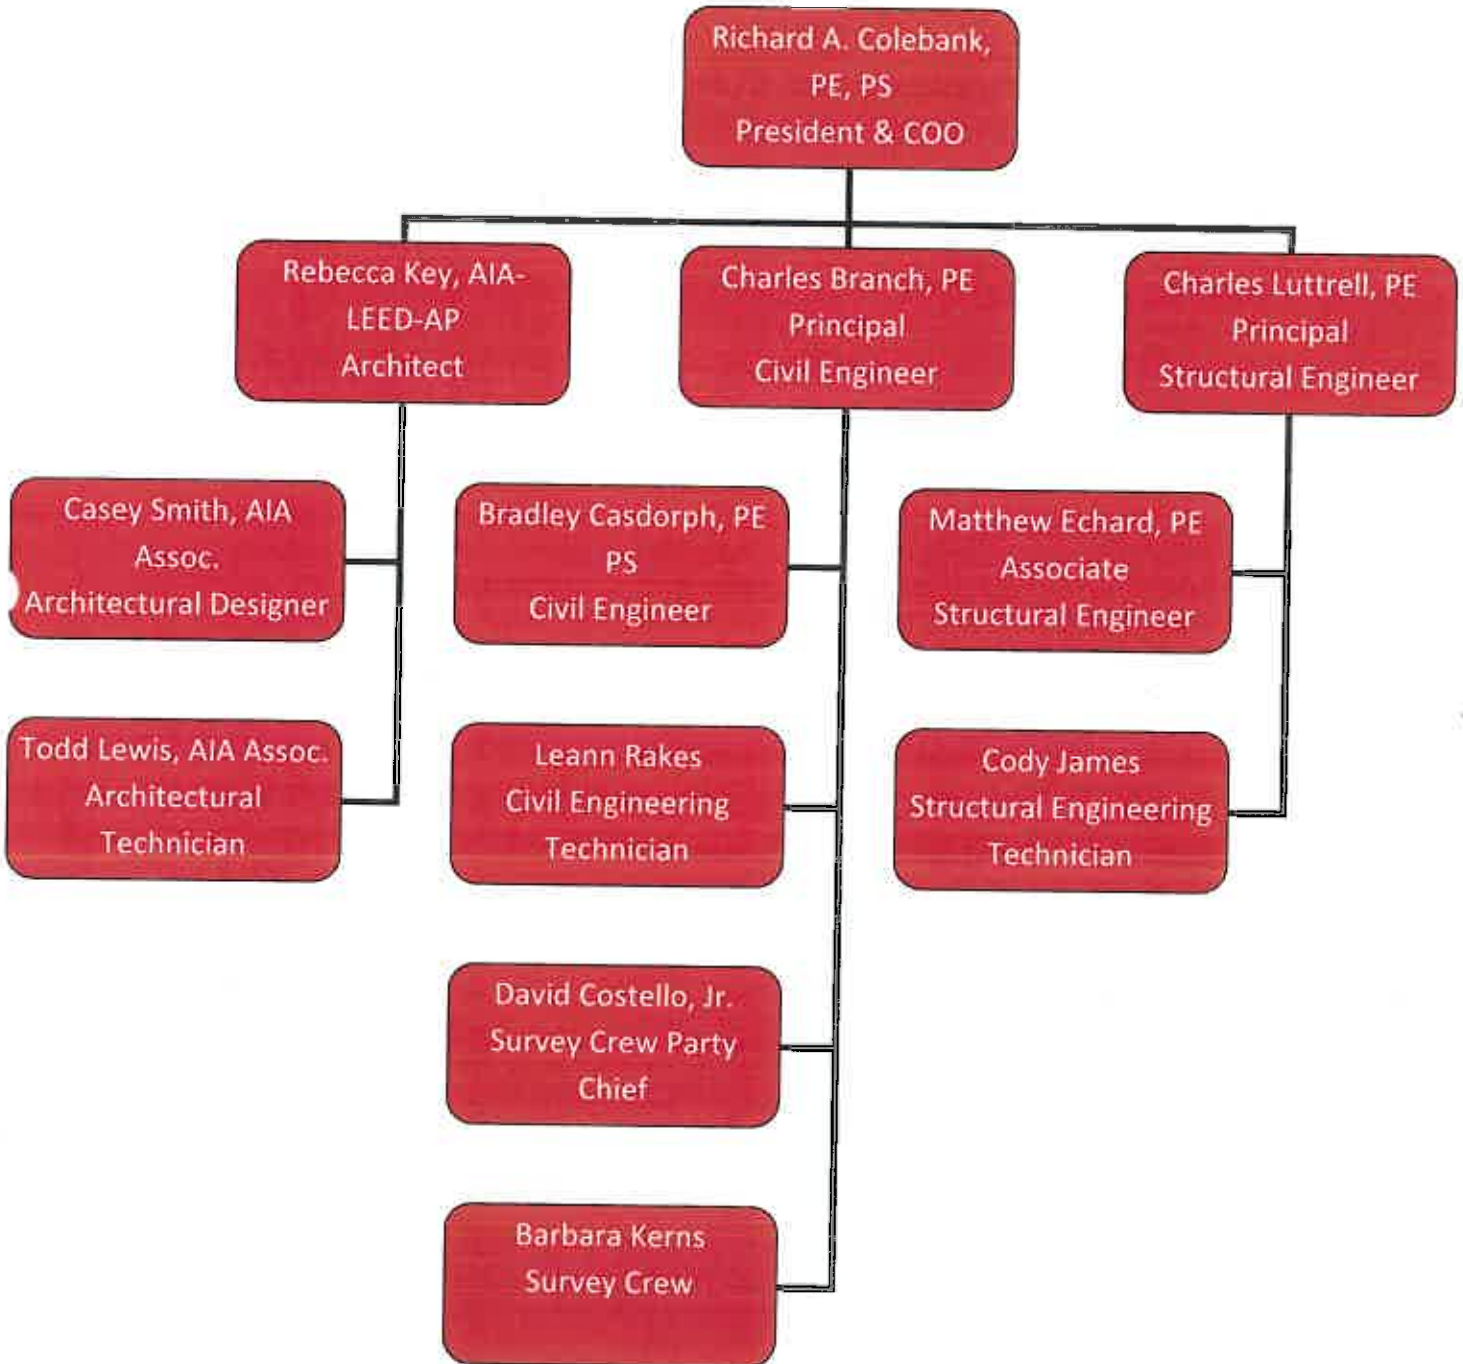 Richard A. Colebank,
PE, PS
President & COO
Rebecca Key, AIA-
LEED-AP
Architect
Charles Branch, PE
Principal
Civil Engineer
Charles Luttrell, PE
Principal
Structural Engineer
Casey Smith, AIA
Assoc.
Architectural Designer
Bradley Casdorph, PE
PS
Civil Engineer
Matthew Echard, PE
Associate
Structural Engineer
Todd Lewis, AIA Assoc.
Architectural
Technician
Leann Rakes
Civil Engineering
Technician
Cody James
Structural Engineering
Technician
David Costello, Jr.
Survey Crew Party
Chief
Barbara Kerns
Survey Crew